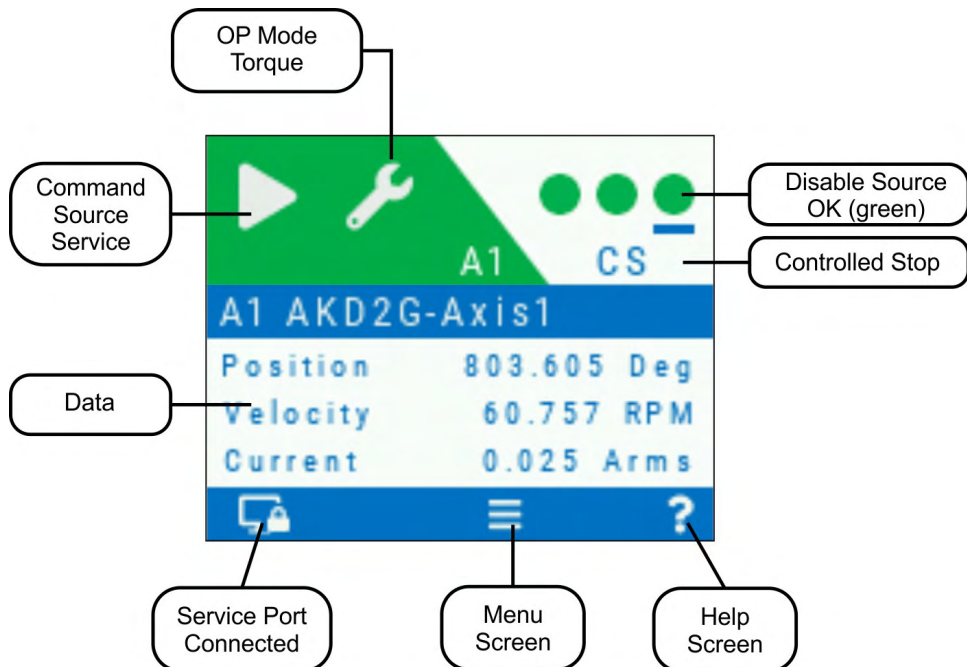 OP Mode
Torque
Command
Source
Service
Disable Source
OK (green)
A1
CS
Controlled Stop
A1 AKD2G-Axis1
Position 803.605 Deg
Data
Velocity 60.757 RPM
Current 0.025 Arms
?
Service Port
Connected
Menu
Screen
Help
Screen